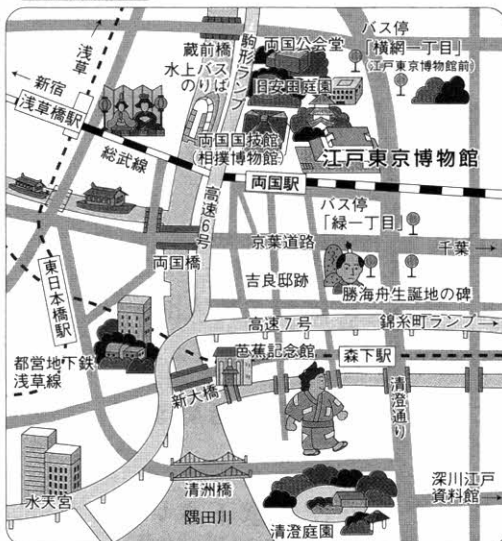 浅草
蔵前橋
駒形ランプ
両国公会堂
バス停
「横網一丁目」
(江戸東京博物館前)
←新宿
水上バス
のりば
旧安田庭園
浅草橋駅
両国国技館
(相撲博物館)
江戸東京博物館
総武線
両国駅
高速6号
バス停
「緑一丁目」
京葉道路
千葉
両国橋
吉良邸跡
勝海舟生誕地の碑
東日本橋駅
高速7号
錦糸町ランプ
芭蕉記念館
森下駅
都営地下鉄
浅草線
新大橋
清澄通り
水天宮
清洲橋
隅田川
清澄庭園
深川江戸
資料館